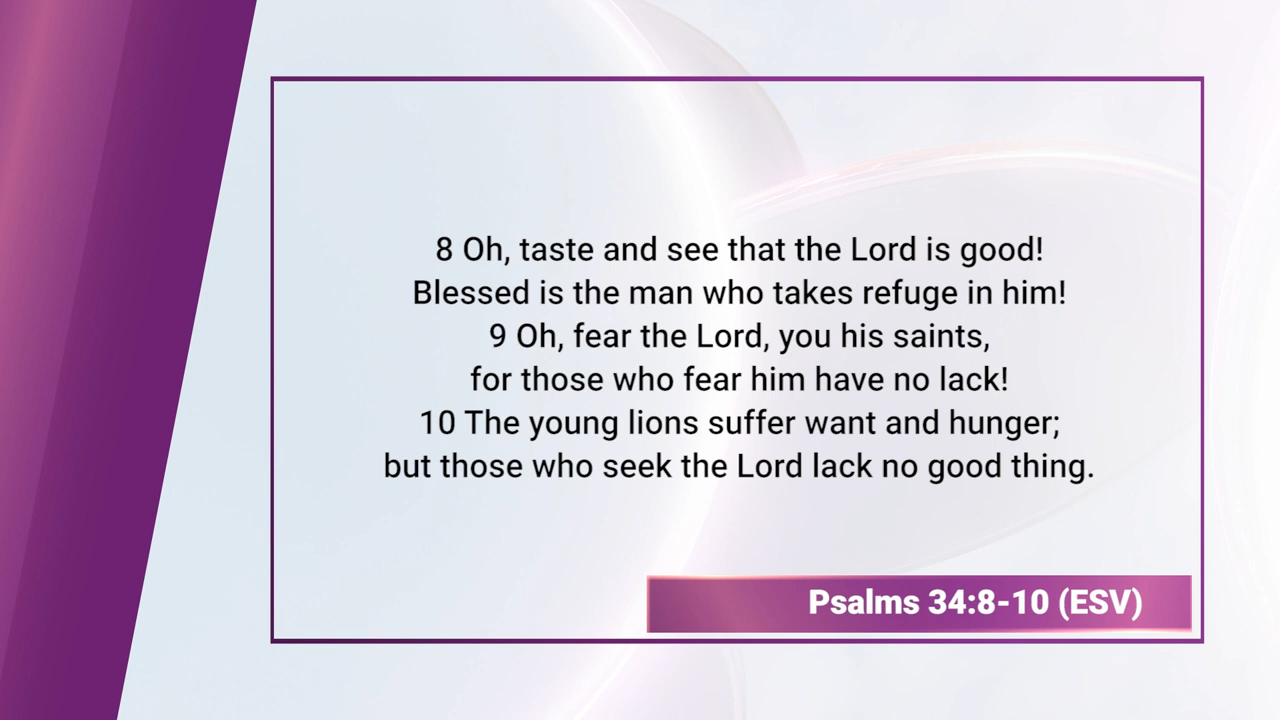 8 Oh, taste and see that the Lord is good!
Blessed is the man who takes refuge in him!
9 Oh, fear the Lord, you his saints,
for those who fear him have no lack!
10 The young lions suffer want and hunger;
but those who seek the Lord lack no good thing.
Psalms 34:8-10 (ESV)